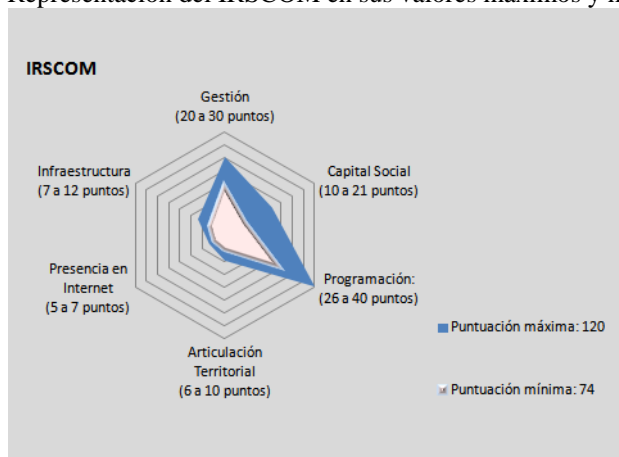 Representación del IRSCOM en sus valores máximos y
IRSCOM
Gestión
(20 a 30 puntos)
Capital Social
(10 a 21 puntos)
Programación:
(26 a 40 puntos)
Articulación
Territorial
(6 a 10 puntos)
Presencia en
Internet
(5 a 7 puntos)
Infraestructura
(7 a 12 puntos)
Puntuación máxima: 120
Puntuación mínima: 74